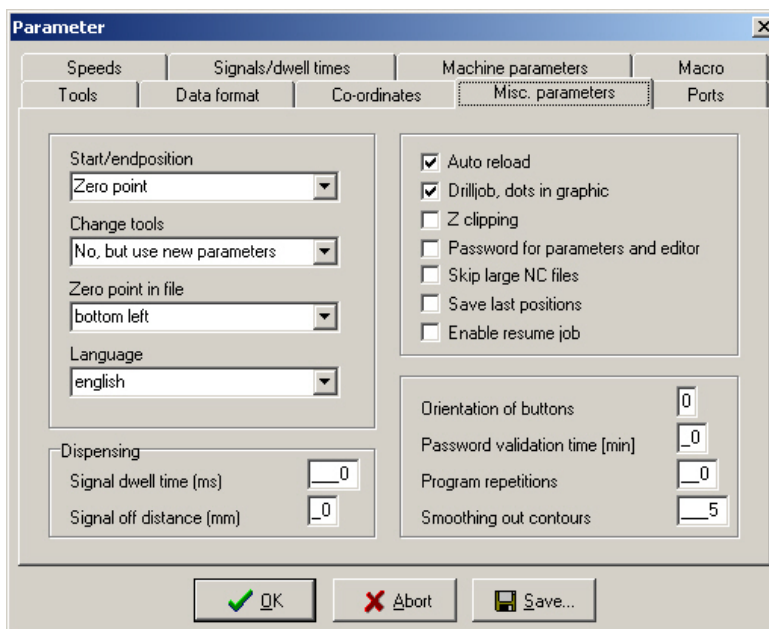 Parameter
Speeds Signals/dwell times Machine parameters Macro
Tools Data format Co-ordinates Misc. parameters Ports
Start/endposition
Zero point
Change tools
No, but use new parameters
Zero point in file
bottom left
Language
english
Dispensing
Signal dwell time (ms) ___0
Signal off distance (mm) _0
Auto reload
Drilljob, dots in graphic
Z clipping
Password for parameters and editor
Skip large NC files
Save last positions
Enable resume job
Orientation of buttons 0
Password validation time [min] _0
Program repetitions __0
Smoothing out contours ___5
OK Abort Save...